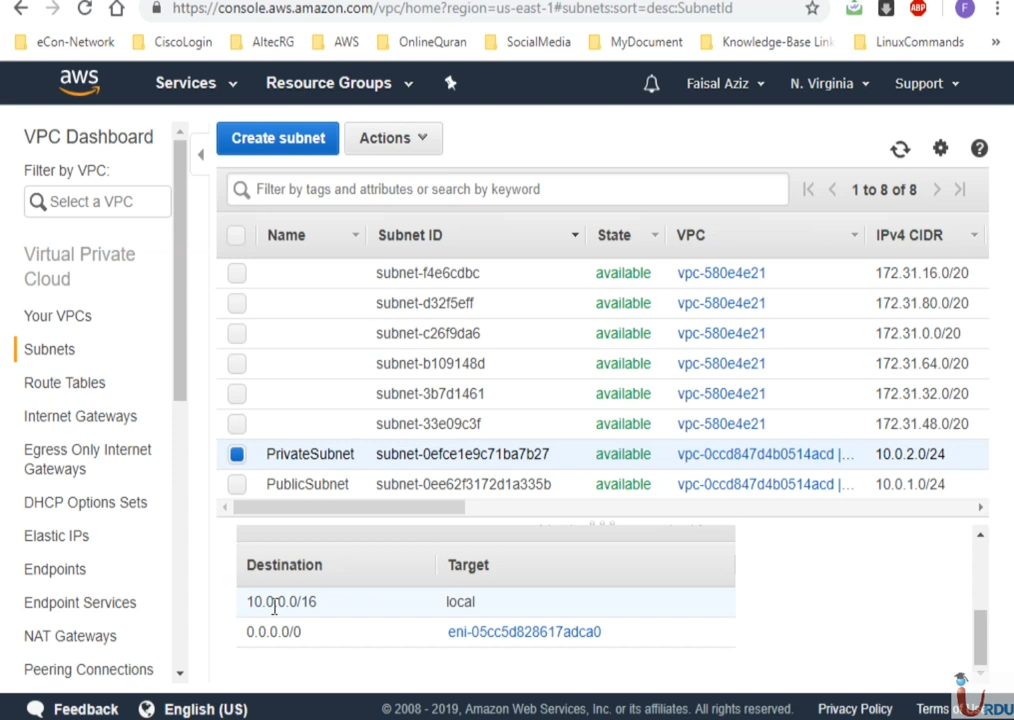 https://console.aws.amazon.com/vpc/home?region=us-east-1#subnets:sort=desc:SubnetId
ABP
F
eCon-Network CiscoLogin AltecRG AWS OnlineQuran SocialMedia MyDocument Knowledge-Base Link LinuxCommands »
aws Services Resource Groups Faisal Aziz N. Virginia Support
VPC Dashboard
Filter by VPC:
Select a VPC
Virtual Private
Cloud
Your VPCs
Subnets
Route Tables
Internet Gateways
Egress Only Internet
Gateways
DHCP Options Sets
Elastic IPs
Endpoints
Endpoint Services
NAT Gateways
Peering Connections
Create subnet Actions
Filter by tags and attributes or search by keyword
1 to 8 of 8
Name Subnet ID State VPC IPv4 CIDR
subnet-f4e6cdbc available vpc-580e4e21 172.31.16.0/20
subnet-d32f5eff available vpc-580e4e21 172.31.80.0/20
subnet-c26f9da6 available vpc-580e4e21 172.31.0.0/20
subnet-b109148d available vpc-580e4e21 172.31.64.0/20
subnet-3b7d1461 available vpc-580e4e21 172.31.32.0/20
subnet-33e09c3f available vpc-580e4e21 172.31.48.0/20
PrivateSubnet subnet-0efce1e9c71ba7b27 available vpc-0ccd847d4b0514acd |... 10.0.2.0/24
PublicSubnet subnet-0ee62f3172d1a335b available vpc-0ccd847d4b0514acd |... 10.0.1.0/24
Destination Target
10.0.0.0/16 local
0.0.0.0/0 eni-05cc5d828617adca0
Feedback English (US) © 2008 - 2019, Amazon Web Services, Inc. or its affiliates. All rights reserved. Privacy Policy Terms of
URDU